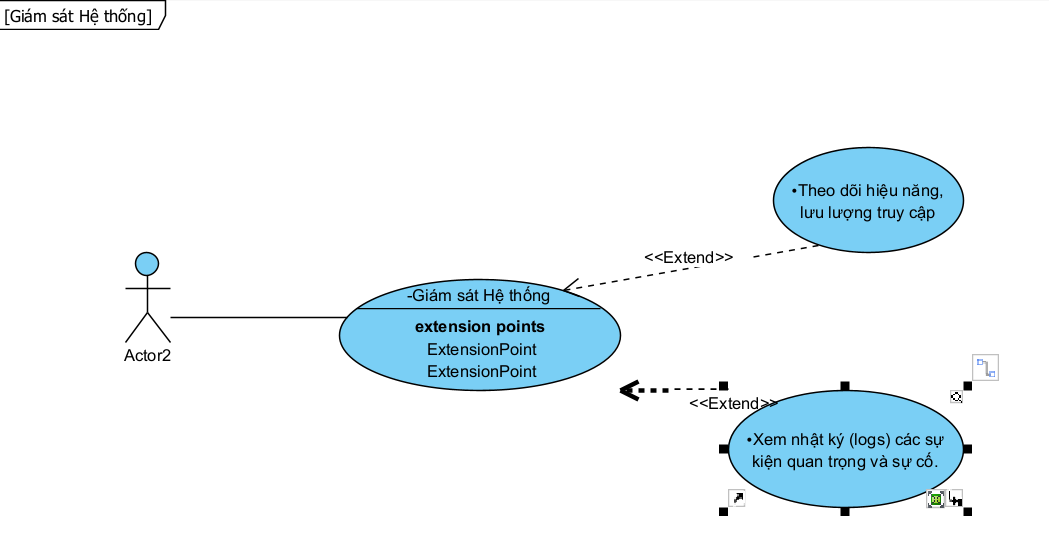 [Giám sát Hệ thống]
•Theo dõi hiệu năng,
lưu lượng truy cập
<<Extend>>
-Giám sát Hệ thống
extension points
ExtensionPoint
ExtensionPoint
Actor2
<<Extend>>
•Xem nhật ký (logs) các sự
kiện quan trọng và sự cố.